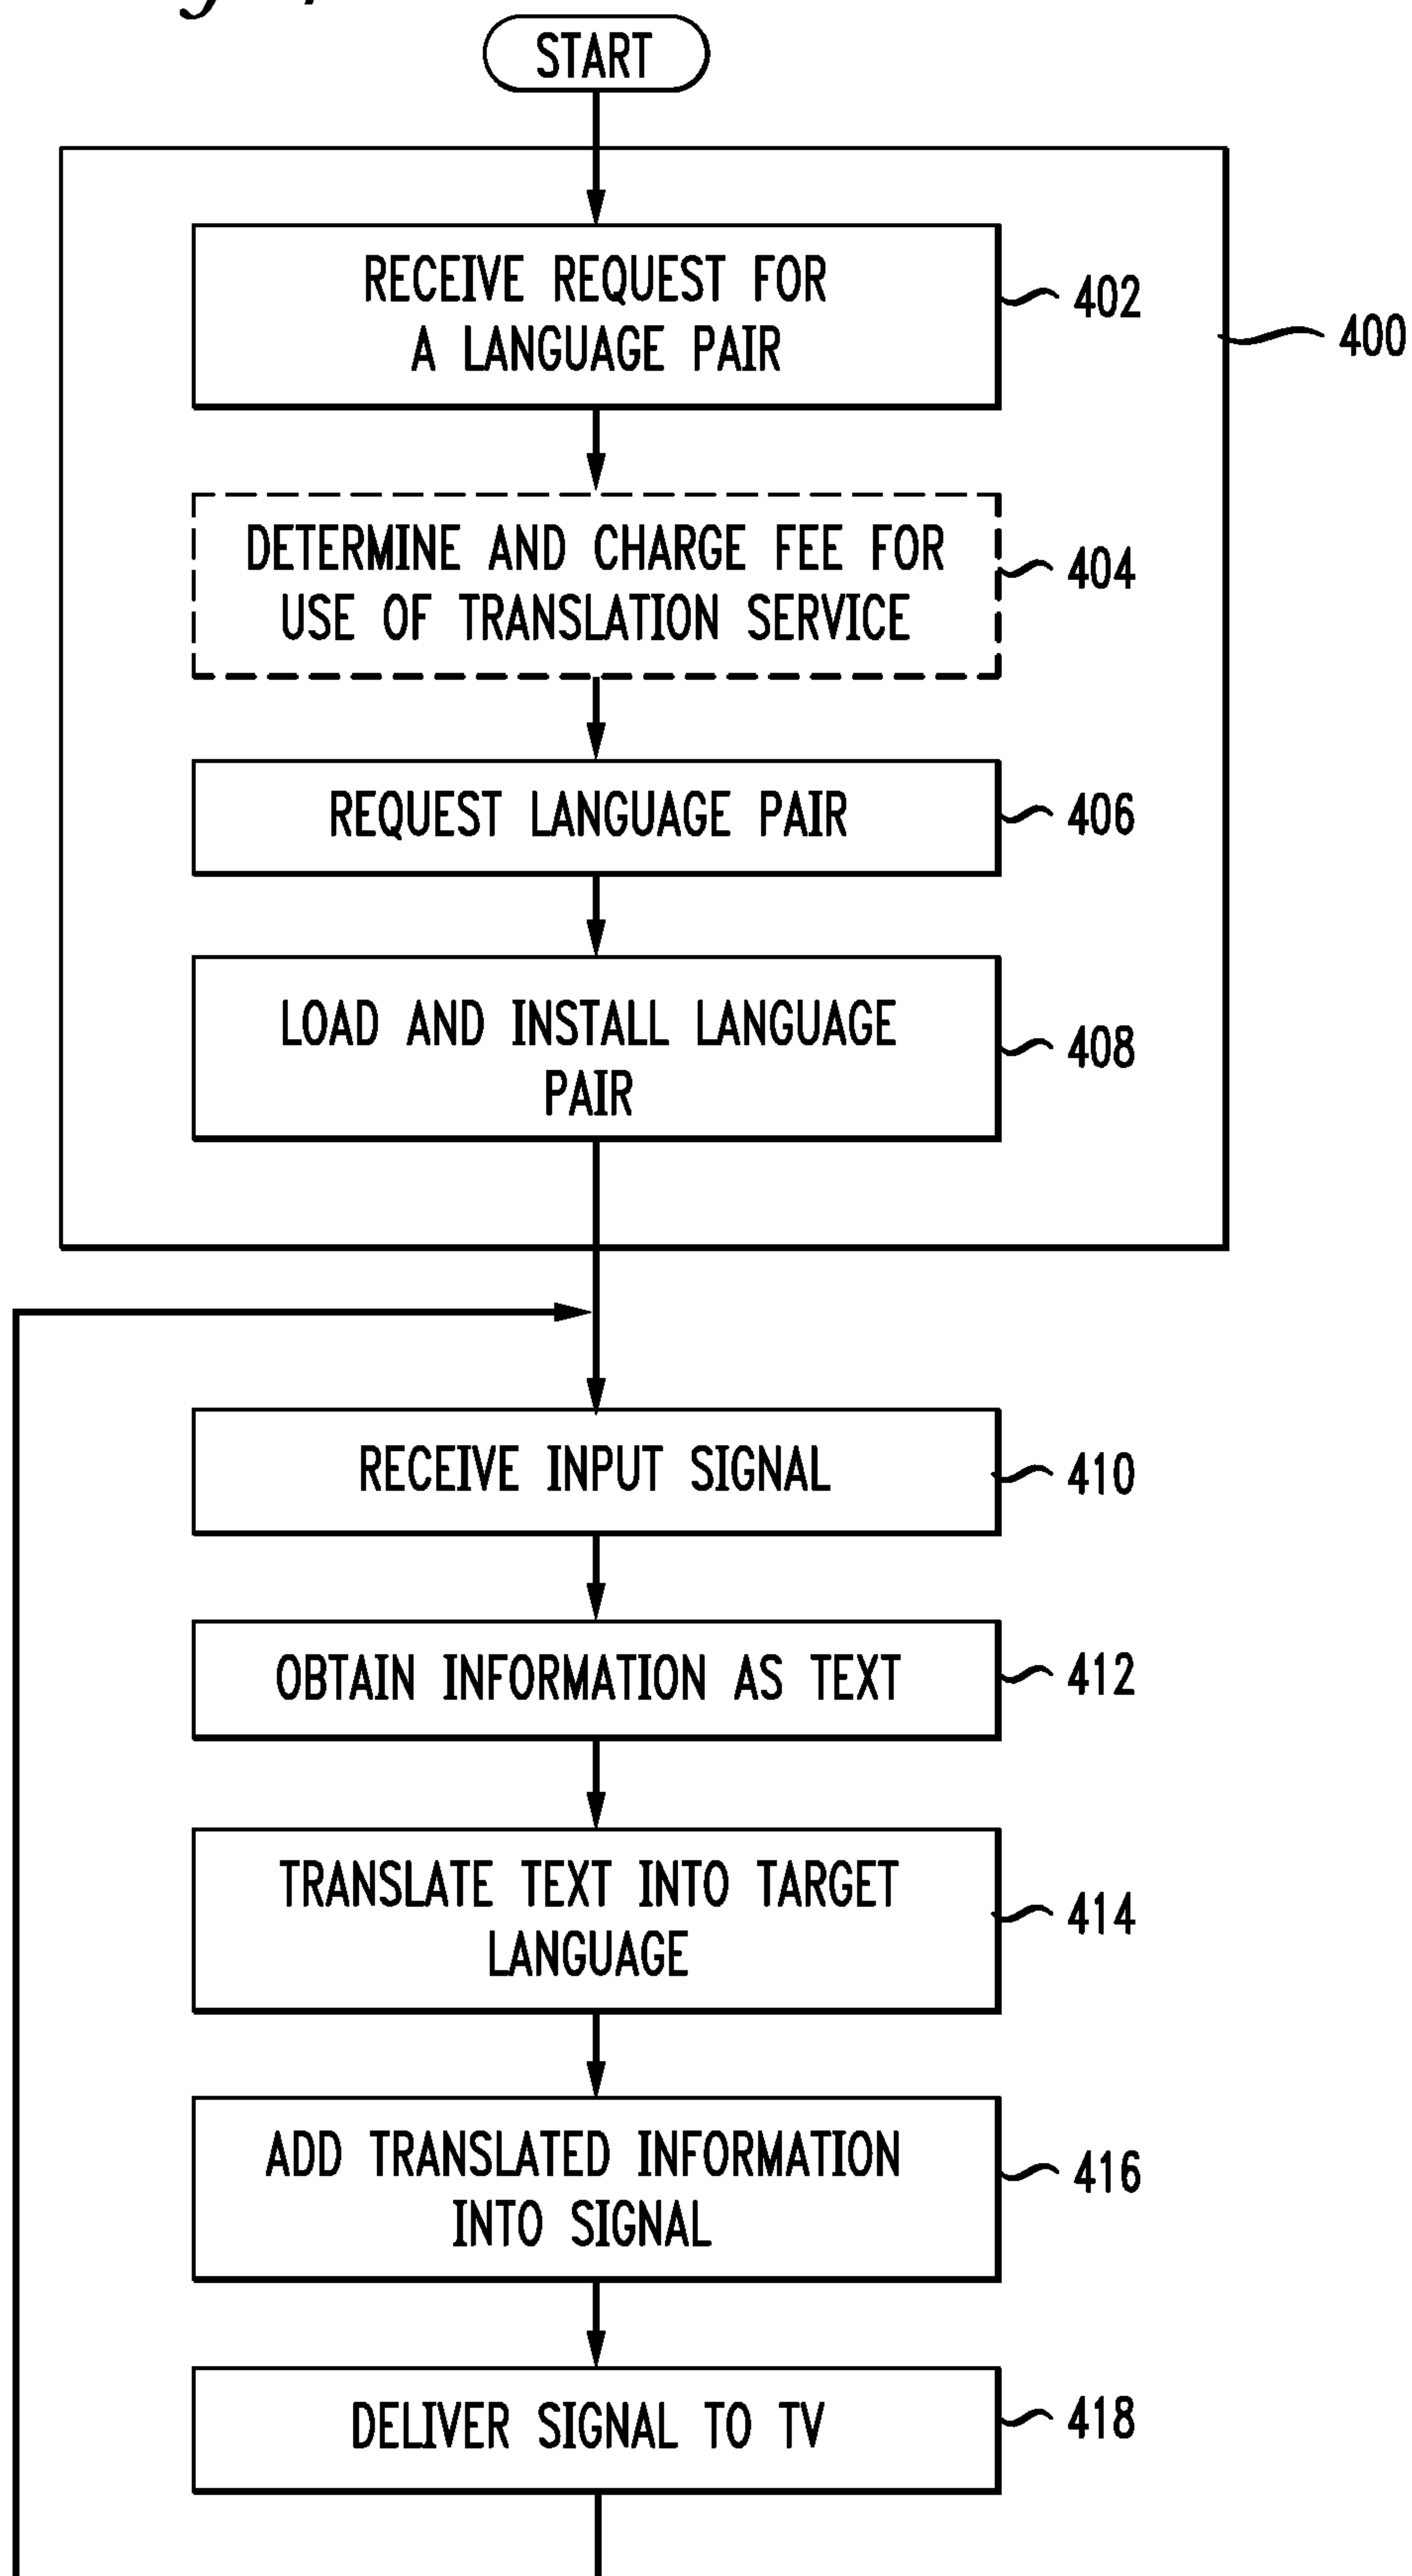 START
RECEIVE REQUEST FOR
A LANGUAGE PAIR
402
400
DETERMINE AND CHARGE FEE FOR
USE OF TRANSLATION SERVICE
404
REQUEST LANGUAGE PAIR
406
LOAD AND INSTALL LANGUAGE
PAIR
408
RECEIVE INPUT SIGNAL
410
OBTAIN INFORMATION AS TEXT
412
TRANSLATE TEXT INTO TARGET
LANGUAGE
414
ADD TRANSLATED INFORMATION
INTO SIGNAL
416
DELIVER SIGNAL TO TV
418